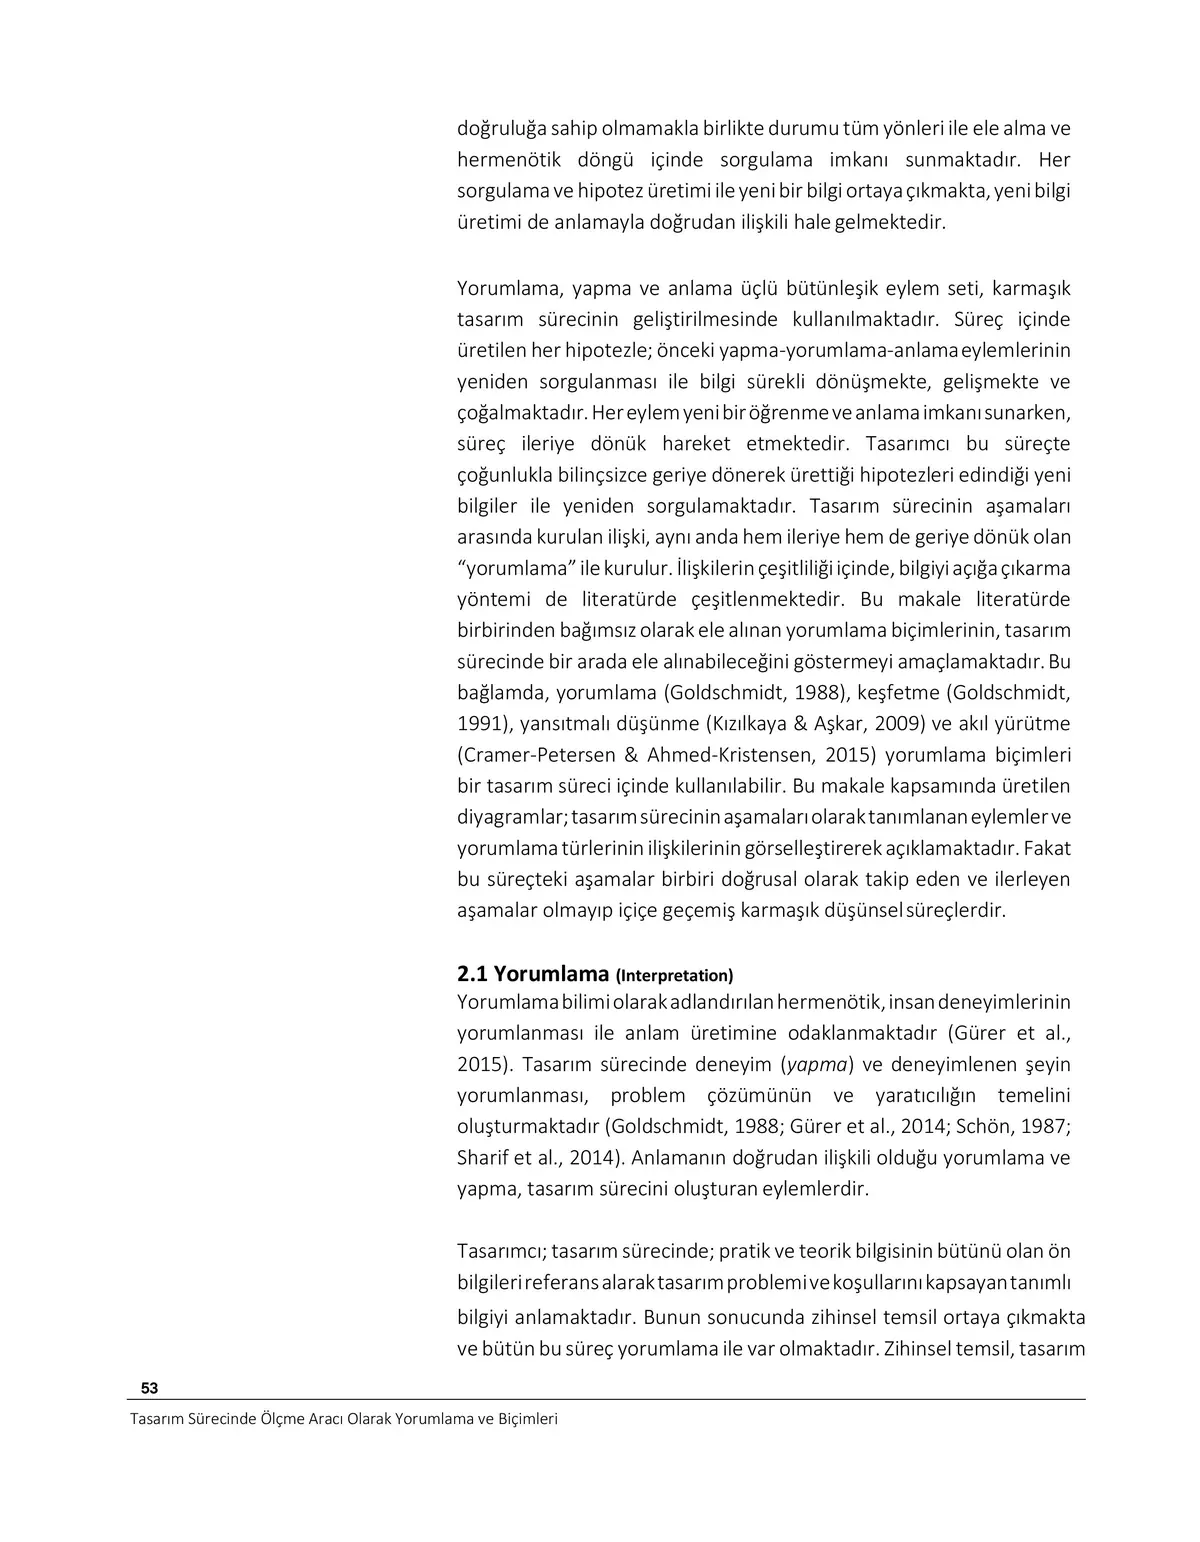 doğruluğa sahip olmamakla birlikte durumu tüm yönleri ile ele alma ve
hermenötik döngü içinde sorgulama imkanı sunmaktadır. Her
sorgulama ve hipotez üretimi ile yeni bir bilgi ortaya çıkmakta, yeni bilgi
üretimi de anlamayla doğrudan ilişkili hale gelmektedir.
Yorumlama, yapma ve anlama üçlü bütünleşik eylem seti, karmaşık
tasarım sürecinin geliştirilmesinde kullanılmaktadır. Süreç içinde
üretilen her hipotezle; önceki yapma-yorumlama-anlama eylemlerinin
yeniden sorgulanması ile bilgi sürekli dönüşmekte, gelişmekte ve
çoğalmaktadır. Her eylem yeni bir öğrenme ve anlama imkanı sunarken,
süreç ileriye dönük hareket etmektedir. Tasarımcı bu süreçte
çoğunlukla bilinçsizce geriye dönerek ürettiği hipotezleri edindiği yeni
bilgiler ile yeniden sorgulamaktadır. Tasarım sürecinin aşamaları
arasında kurulan ilişki, aynı anda hem ileriye hem de geriye dönük olan
“yorumlama” ile kurulur. İlişkilerin çeşitliliği içinde, bilgiyi açığa çıkarma
yöntemi de literatürde çeşitlenmektedir. Bu makale literatürde
birbirinden bağımsız olarak ele alınan yorumlama biçimlerinin, tasarım
sürecinde bir arada ele alınabileceğini göstermeyi amaçlamaktadır. Bu
bağlamda, yorumlama (Goldschmidt, 1988), keşfetme (Goldschmidt,
1991), yansıtmalı düşünme (Kızılkaya & Aşkar, 2009) ve akıl yürütme
(Cramer-Petersen & Ahmed-Kristensen, 2015) yorumlama biçimleri
bir tasarım süreci içinde kullanılabilir. Bu makale kapsamında üretilen
diyagramlar; tasarım sürecinin aşamaları olarak tanımlanan eylemler ve
yorumlama türlerinin ilişkilerinin görselleştirerek açıklamaktadır. Fakat
bu süreçteki aşamalar birbiri doğrusal olarak takip eden ve ilerleyen
aşamalar olmayıp içiçe geçemiş karmaşık düşünsel süreçlerdir.
2.1 Yorumlama (Interpretation)
Yorumlama bilimi olarak adlandırılan hermenötik, insan deneyimlerinin
yorumlanması ile anlam üretimine odaklanmaktadır (Gürer et al.,
2015). Tasarım sürecinde deneyim (yapma) ve deneyimlenen şeyin
yorumlanması, problem çözümünün ve yaratıcılığın temelini
oluşturmaktadır (Goldschmidt, 1988; Gürer et al., 2014; Schön, 1987;
Sharif et al., 2014). Anlamanın doğrudan ilişkili olduğu yorumlama ve
yapma, tasarım sürecini oluşturan eylemlerdir.
Tasarımcı; tasarım sürecinde; pratik ve teorik bilgisinin bütünü olan ön
bilgileri referans alarak tasarım problemi ve koşullarını kapsayan tanımlı
bilgiyi anlamaktadır. Bunun sonucunda zihinsel temsil ortaya çıkmakta
ve bütün bu süreç yorumlama ile var olmaktadır. Zihinsel temsil, tasarım
53
Tasarım Sürecinde Ölçme Aracı Olarak Yorumlama ve Biçimleri